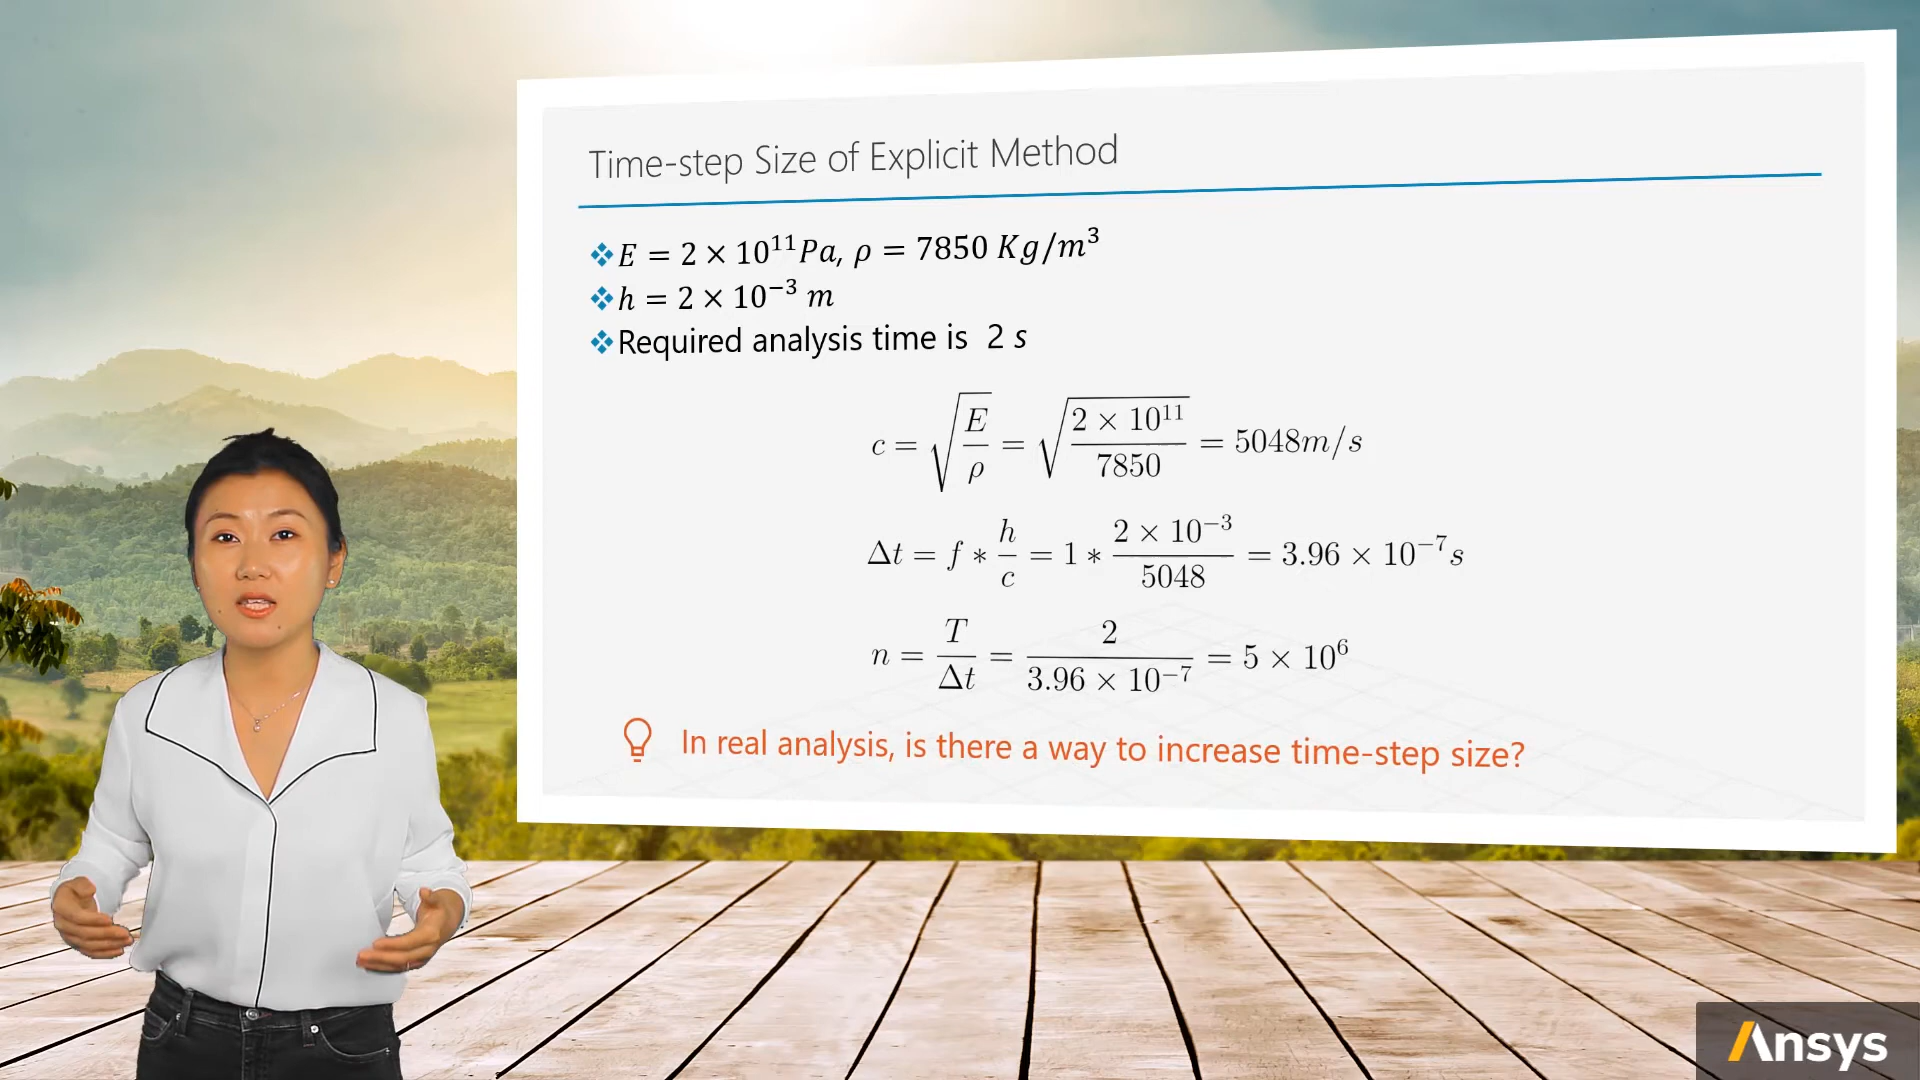 Time-step Size of Explicit Method
❖ E = 2 × 10¹¹Pa, ρ = 7850 Kg/m³
❖ h = 2 × 10⁻³ m
❖ Required analysis time is 2 s
c = √(E/ρ) = √((2 × 10¹¹)/7850) = 5048m/s
Δt = f * h/c = 1 * (2 × 10⁻³)/5048 = 3.96 × 10⁻⁷s
n = T/Δt = 2/(3.96 × 10⁻⁷) = 5 × 10⁶
In real analysis, is there a way to increase time-step size?
Ansys